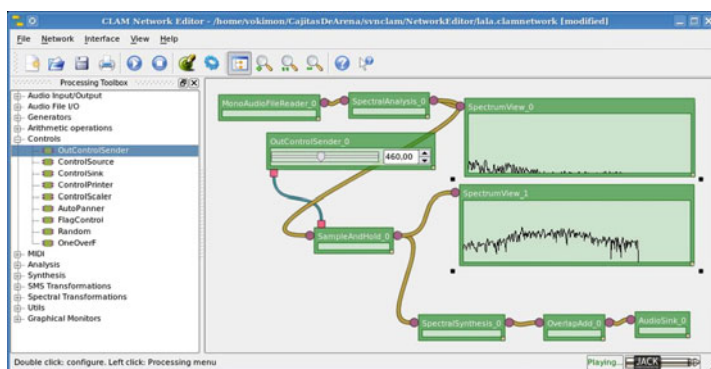 CLAM Network Editor - /home/vokimon/CajitasDeArena/svnclam/NetworkEditor/lala.clamnetwork [modified]
File Network Interface View Help
Processing Toolbox
Audio Input/Output
Audio File I/O
Generators
Arithmetic operations
Controls
OutControlSender
ControlSource
ControlSink
ControlPrinter
ControlScaler
AutoPanner
FlagControl
Random
OneOverF
MIDI
Analysis
Synthesis
SMS Transformations
Spectral Transformations
Utils
Graphical Monitors
MonoAudioFileReader_0
SpectralAnalysis_0
SpectrumView_0
OutControlSender_0
460,00
SpectrumView_1
SampleAndHold_0
SpectralSynthesis_0
OverlapAdd_0
AudioSink_0
Double click: configure. Left click: Processing menu
Playing...
JACK